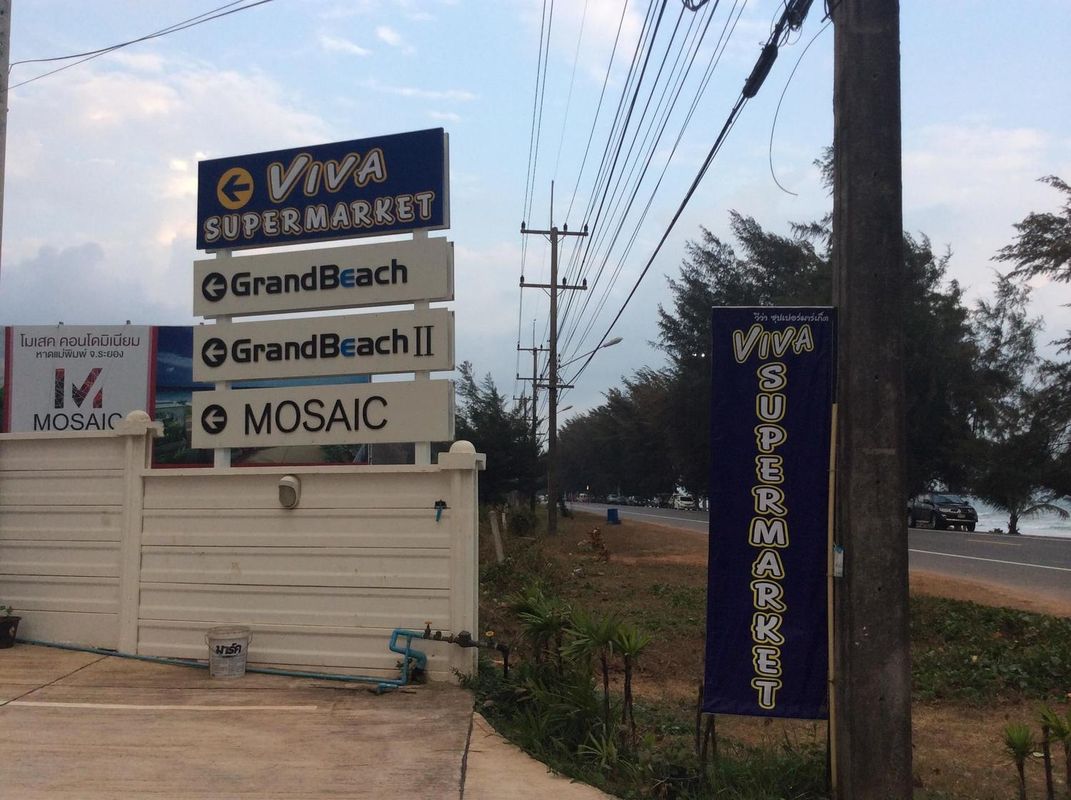 VIVA
SUPERMARKET
GrandBeach
GrandBeach II
MOSAIC
โมเสค คอนโดมิเนียม
หาดแม่พิมพ์ จ.ระยอง
M
MOSAIC
มาร์ค
วีว่า ซุปเปอร์มาร์เก็ต
VIVA
SUPERMARKET